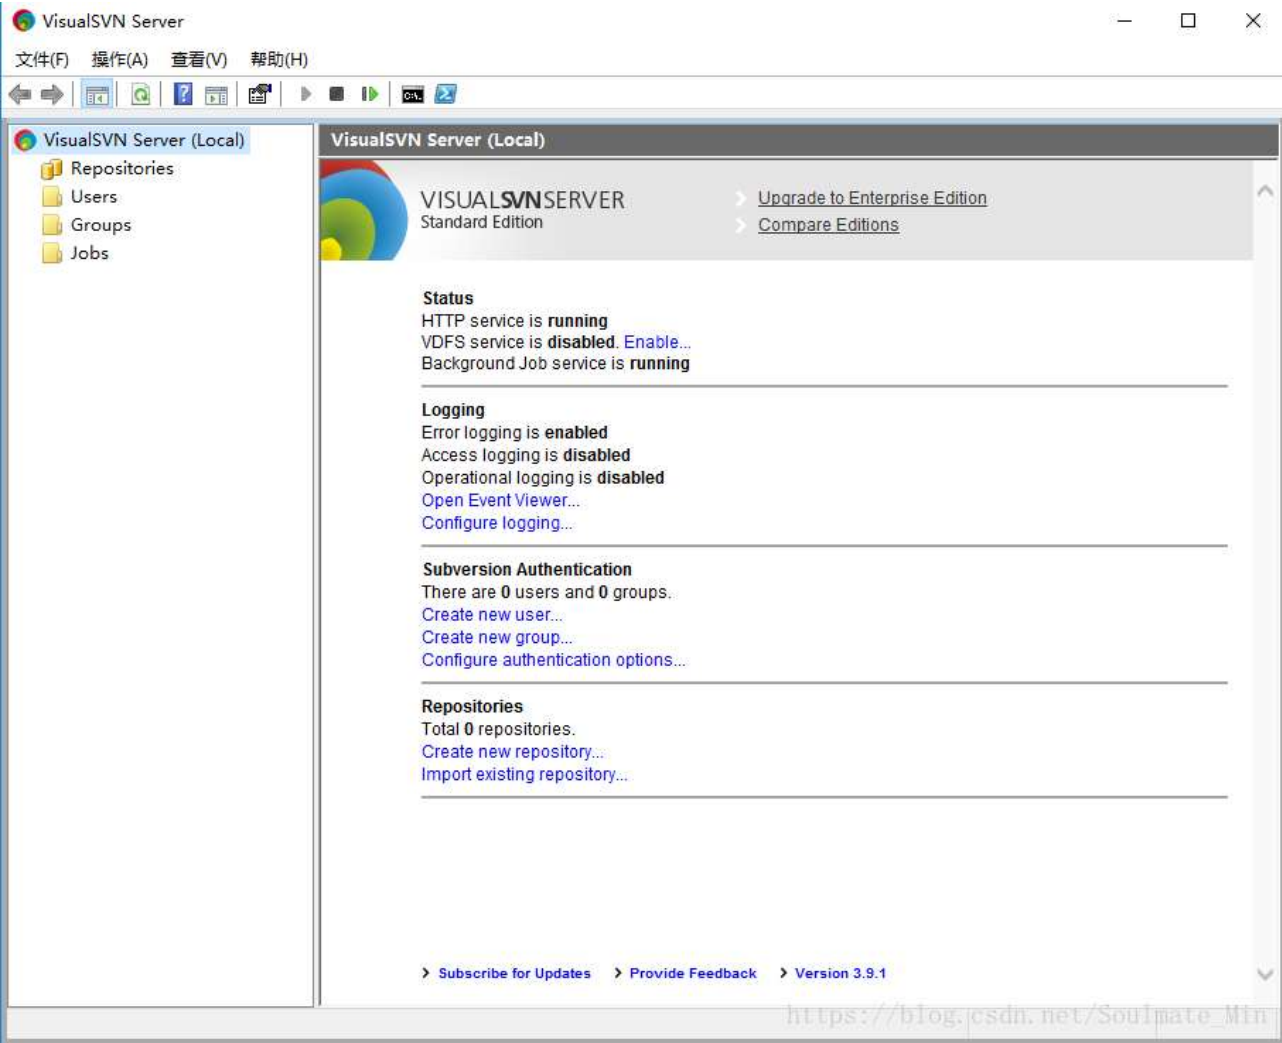 VisualSVN Server
文件(F) 操作(A) 查看(V) 帮助(H)
VisualSVN Server (Local)
Repositories
Users
Groups
Jobs
VisualSVN Server (Local)
VISUALSVNSERVER
Standard Edition
Upgrade to Enterprise Edition
Compare Editions
Status
HTTP service is running
VDFS service is disabled. Enable...
Background Job service is running
Logging
Error logging is enabled
Access logging is disabled
Operational logging is disabled
Open Event Viewer...
Configure logging...
Subversion Authentication
There are 0 users and 0 groups.
Create new user...
Create new group...
Configure authentication options...
Repositories
Total 0 repositories.
Create new repository...
Import existing repository...
Subscribe for Updates Provide Feedback Version 3.9.1
https://blog.csdn.net/Soulmate_Min